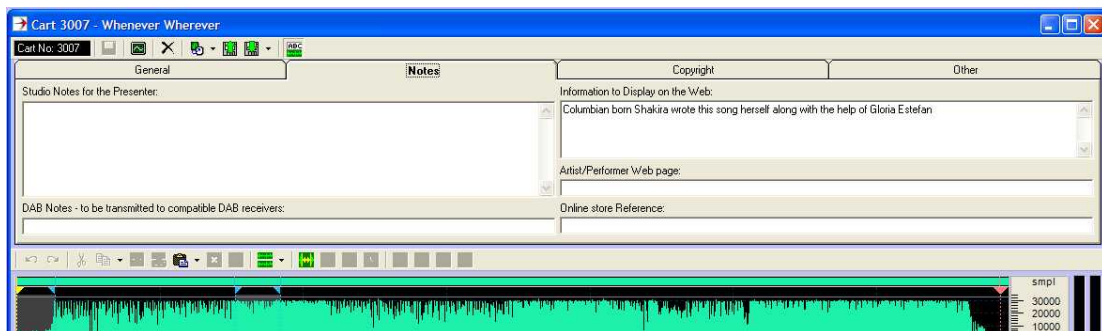 Cart 3007 - Whenever Wherever
Cart No: 3007
ABC
General Notes Copyright Other
Studio Notes for the Presenter:
Information to Display on the Web:
Columbian born Shakira wrote this song herself along with the help of Gloria Estefan
Artist/Performer Web page:
DAB Notes - to be transmitted to compatible DAB receivers:
Online store Reference:
smpl
30000
20000
10000